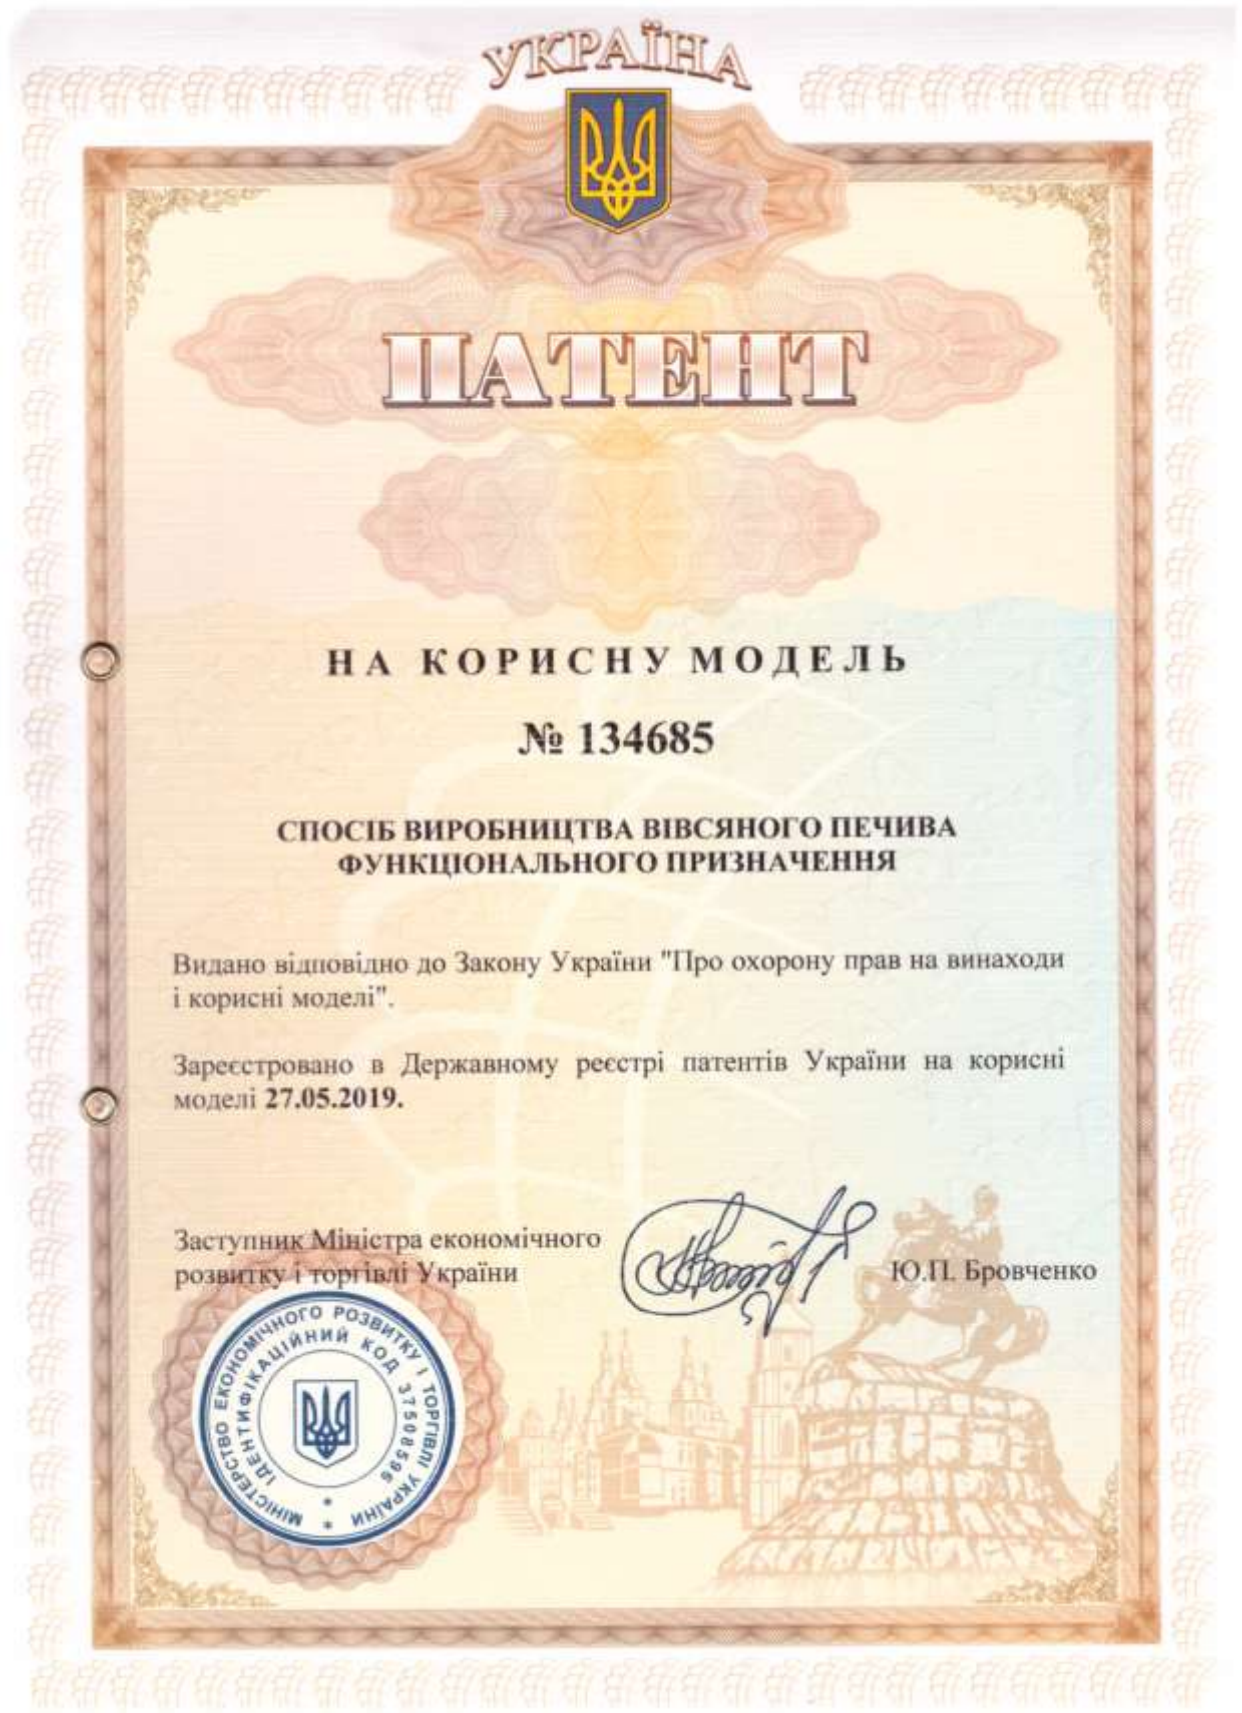 УКРАЇНА
ПАТЕНТ
НА КОРИСНУ МОДЕЛЬ
№ 134685
СПОСІБ ВИРОБНИЦТВА ВІВСЯНОГО ПЕЧИВА
ФУНКЦІОНАЛЬНОГО ПРИЗНАЧЕННЯ
Видано відповідно до Закону України "Про охорону прав на винаходи
і корисні моделі".
Зареєстровано в Державному реєстрі патентів України на корисні
моделі 27.05.2019.
Заступник Міністра економічного
розвитку і торгівлі України
Ю.П. Бровченко
МІНІСТЕРСТВО ЕКОНОМІЧНОГО РОЗВИТКУ І ТОРГІВЛІ УКРАЇНИ *
ІДЕНТИФІКАЦІЙНИЙ КОД 37508596 *